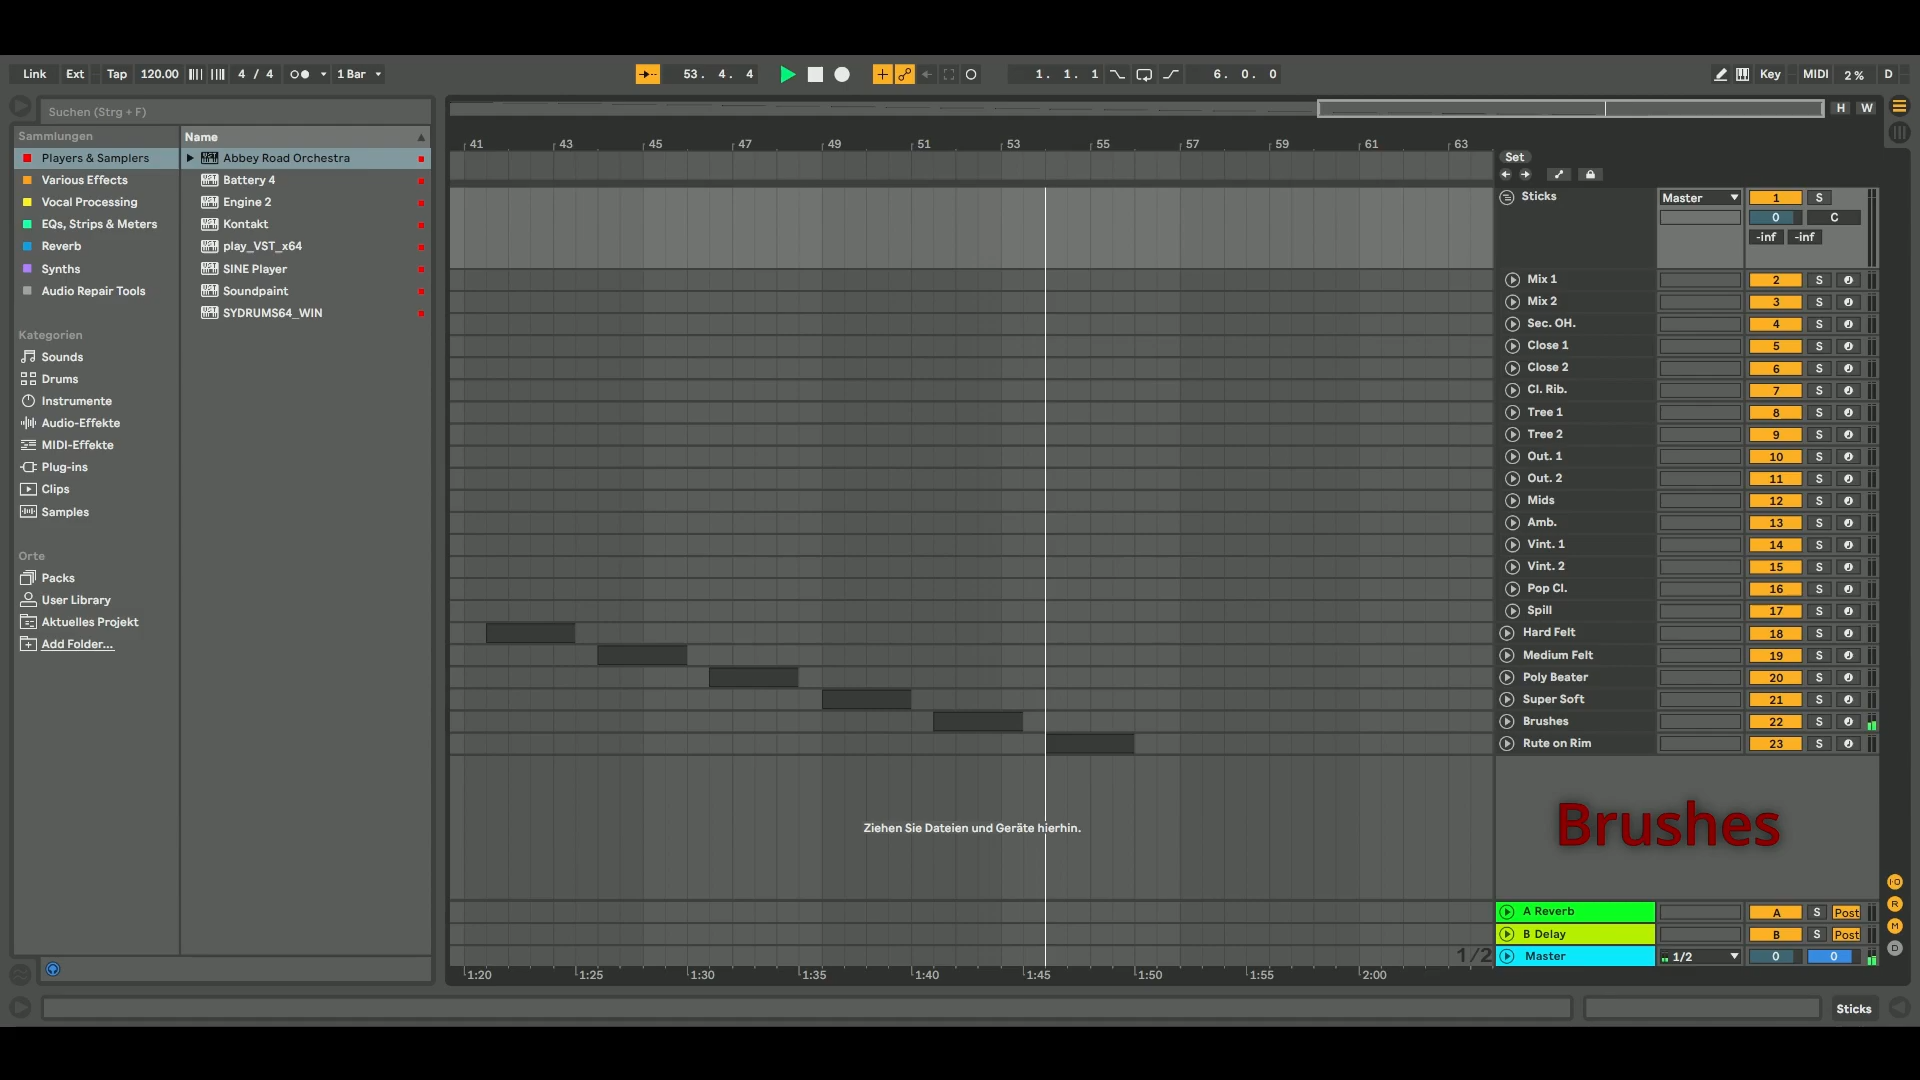 Link Ext Tap 120.00 4 / 4 1 Bar 53. 4. 4 1. 1. 1 6. 0. 0 Key MIDI 2 % D
Suchen (Strg + F)
H W
Sammlungen
Players & Samplers
Various Effects
Vocal Processing
EQs, Strips & Meters
Reverb
Synths
Audio Repair Tools
Kategorien
Sounds
Drums
Instrumente
Audio-Effekte
MIDI-Effekte
Plug-ins
Clips
Samples
Orte
Packs
User Library
Aktuelles Projekt
Add Folder...
Name
Abbey Road Orchestra
Battery 4
Engine 2
Kontakt
play_VST_x64
SINE Player
Soundpaint
SYDRUMS64_WIN
41 43 45 47 49 51 53 55 57 59 61 63
Set
Sticks Master 1 S
0 C
-inf -inf
Mix 1 2 S
Mix 2 3 S
Sec. OH. 4 S
Close 1 5 S
Close 2 6 S
Cl. Rib. 7 S
Tree 1 8 S
Tree 2 9 S
Out. 1 10 S
Out. 2 11 S
Mids 12 S
Amb. 13 S
Vint. 1 14 S
Vint. 2 15 S
Pop Cl. 16 S
Spill 17 S
Hard Felt 18 S
Medium Felt 19 S
Poly Beater 20 S
Super Soft 21 S
Brushes 22 S
Rute on Rim 23 S
Ziehen Sie Dateien und Geräte hierhin.
Brushes
A Reverb A S Post
B Delay B S Post
1/2 Master 1/2 0 0
I·O
R
M
D
1:20 1:25 1:30 1:35 1:40 1:45 1:50 1:55 2:00
Sticks